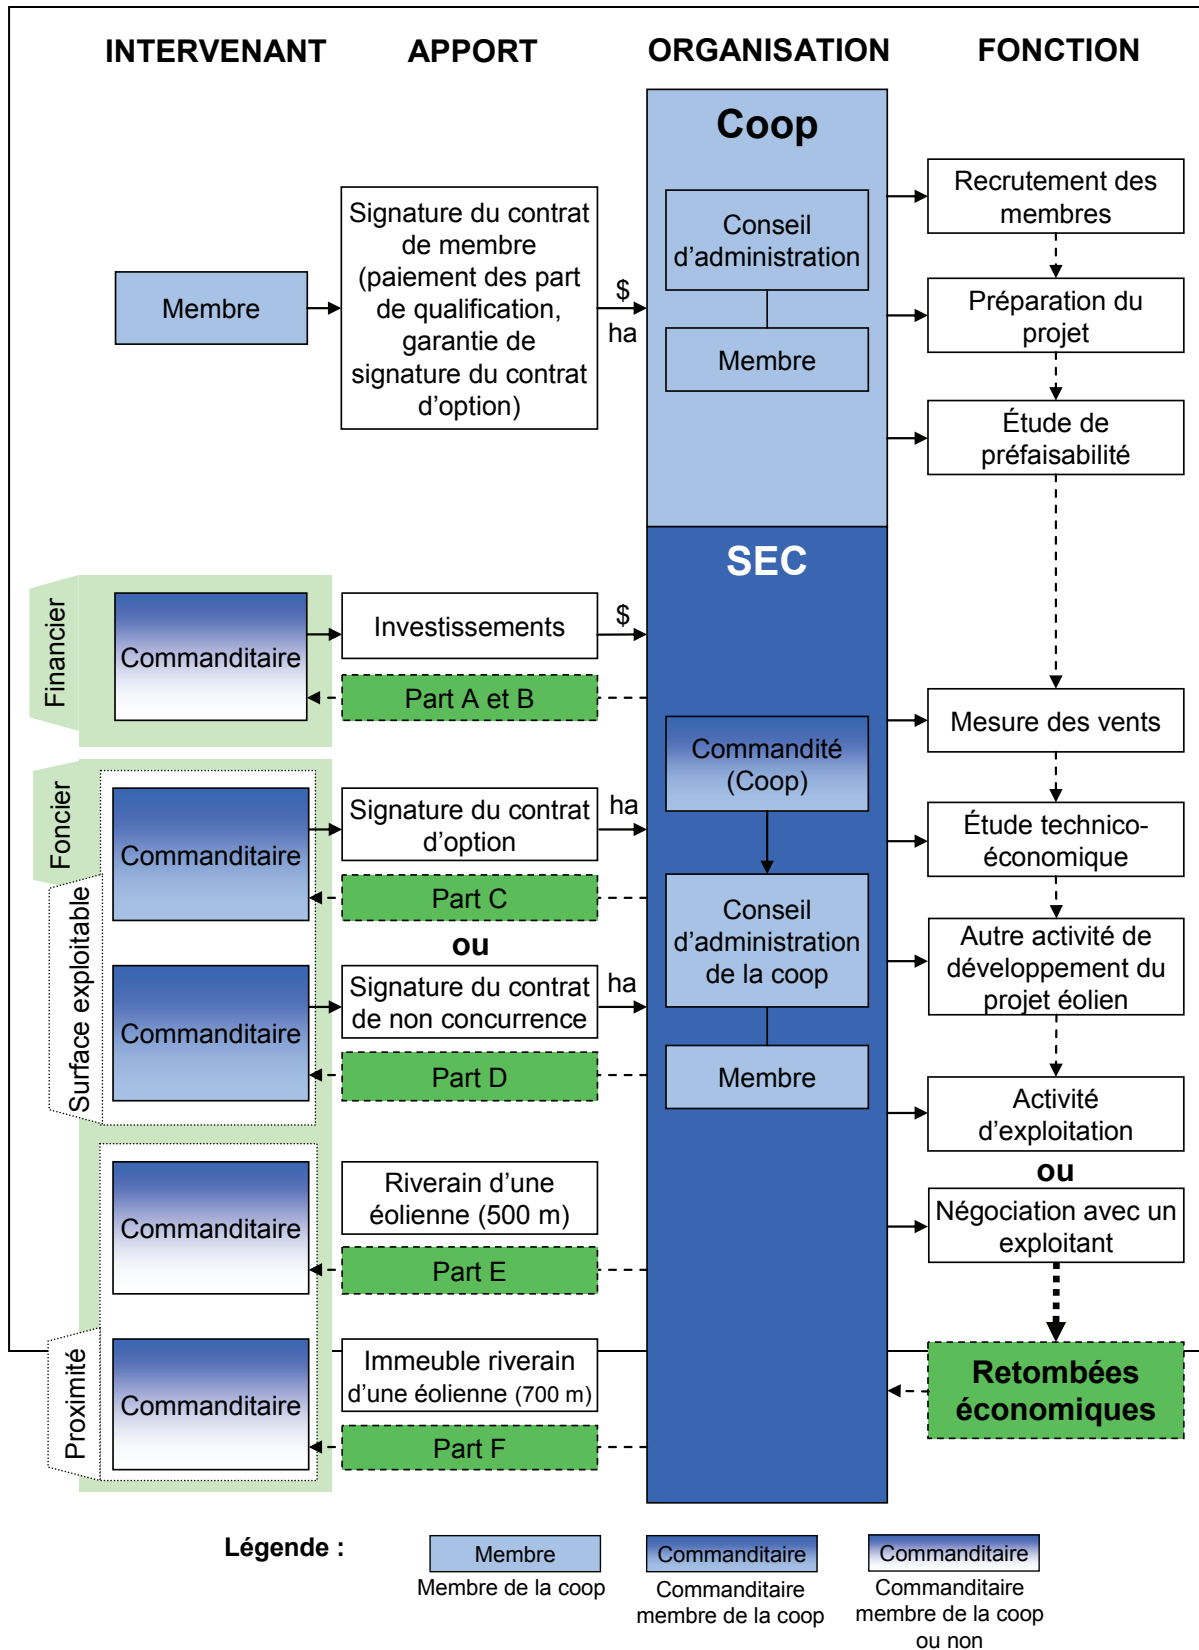 INTERVENANT
APPORT
ORGANISATION
FONCTION
Coop
Membre
Signature du contrat
de membre
(paiement des part
de qualification,
garantie de
signature du contrat
d'option)
$
ha
Conseil
d'administration
Membre
Recrutement des
membres
Préparation du
projet
Étude de
préfaisabilité
SEC
Financier
Commanditaire
Investissements
$
Part A et B
Foncier
Surface exploitable
Commanditaire
Signature du contrat
d'option
ha
Part C
ou
Commanditaire
Signature du contrat
de non concurrence
ha
Part D
Commandité
(Coop)
Conseil
d'administration
de la coop
Membre
Mesure des vents
Étude technico-
économique
Autre activité de
développement du
projet éolien
Activité
d'exploitation
ou
Négociation avec un
exploitant
Retombées
économiques
Proximité
Commanditaire
Riverain d'une
éolienne (500 m)
Part E
Commanditaire
Immeuble riverain
d'une éolienne (700 m)
Part F
Légende :
Membre
Membre de la coop
Commanditaire
Commanditaire
membre de la coop
Commanditaire
Commanditaire
membre de la coop
ou non